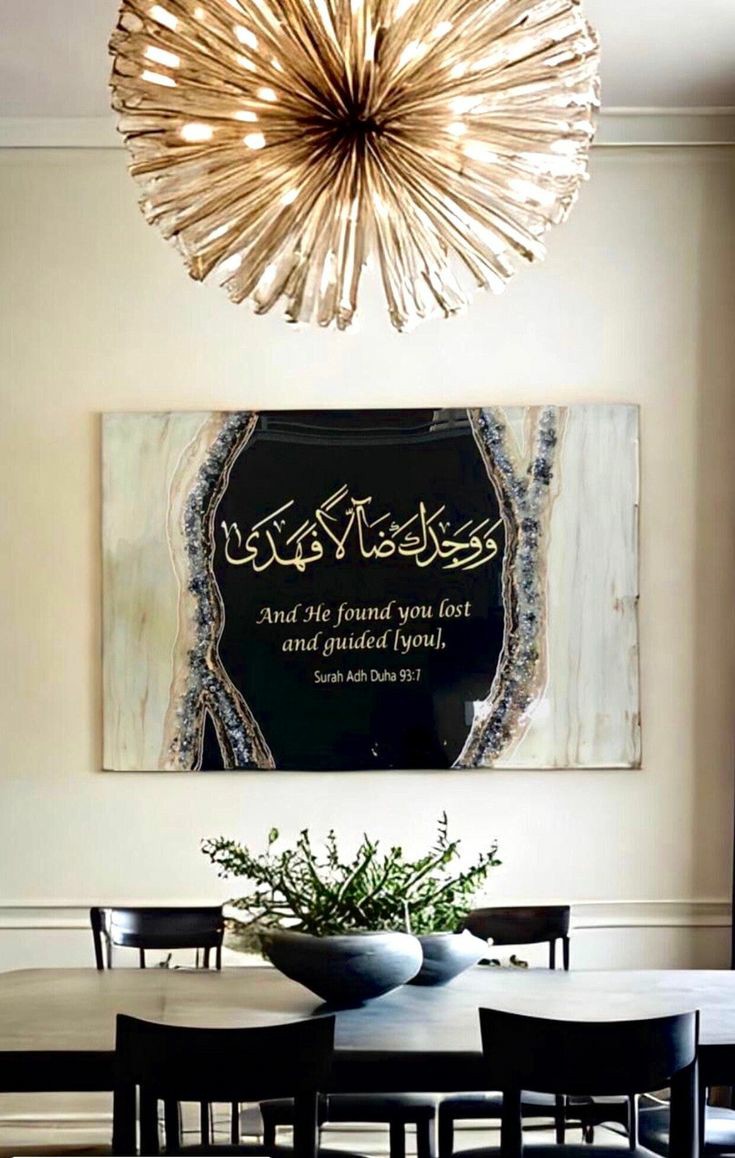 وَوَجَدَكَ ضَآلًّا فَهَدَىٰ
And He found you lost
and guided [you],
Surah Adh Duha 93:7